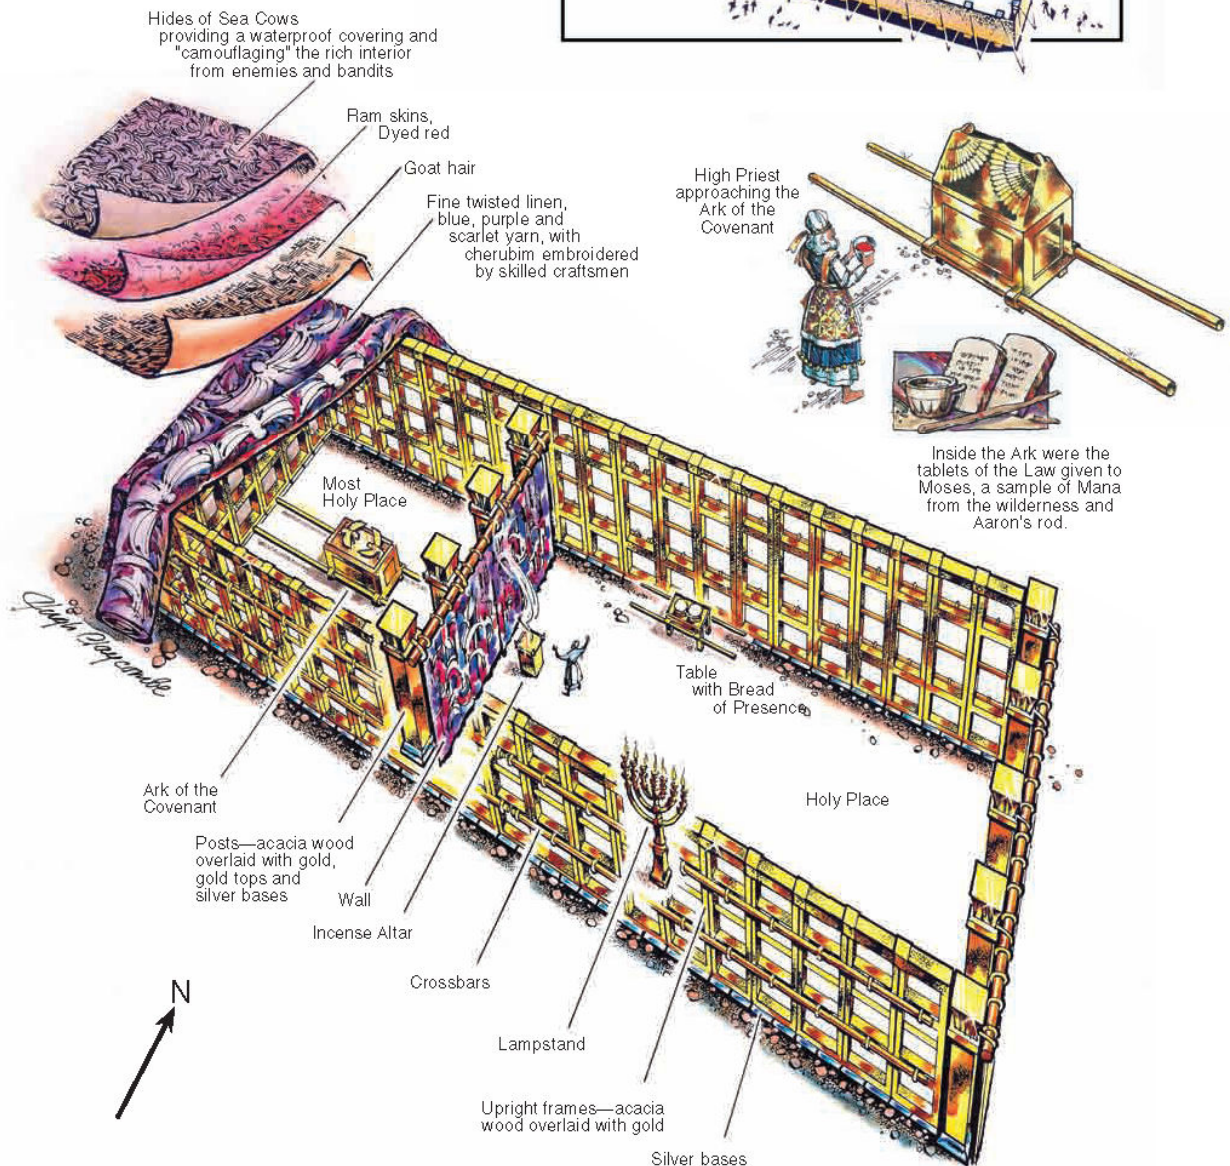 Hides of Sea Cows
providing a waterproof covering and
"camouflaging" the rich interior
from enemies and bandits
Ram skins,
Dyed red
Goat hair
Fine twisted linen,
blue, purple and
scarlet yarn, with
cherubim embroidered
by skilled craftsmen
High Priest
approaching the
Ark of the
Covenant
Inside the Ark were the
tablets of the Law given to
Moses, a sample of Mana
from the wilderness and
Aaron's rod.
Most
Holy Place
Table
with Bread
of Presence
Holy Place
Ark of the
Covenant
Posts—acacia wood
overlaid with gold,
gold tops and
silver bases
Wall
Incense Altar
Crossbars
Lampstand
Upright frames—acacia
wood overlaid with gold
Silver bases
N